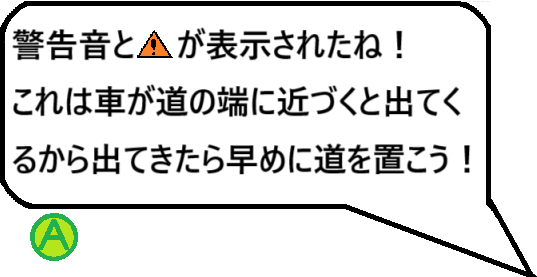 警告音と⚠が表示されたね！
これは車が道の端に近づくと出てく
るから出てきたら早めに道を置こう！
A